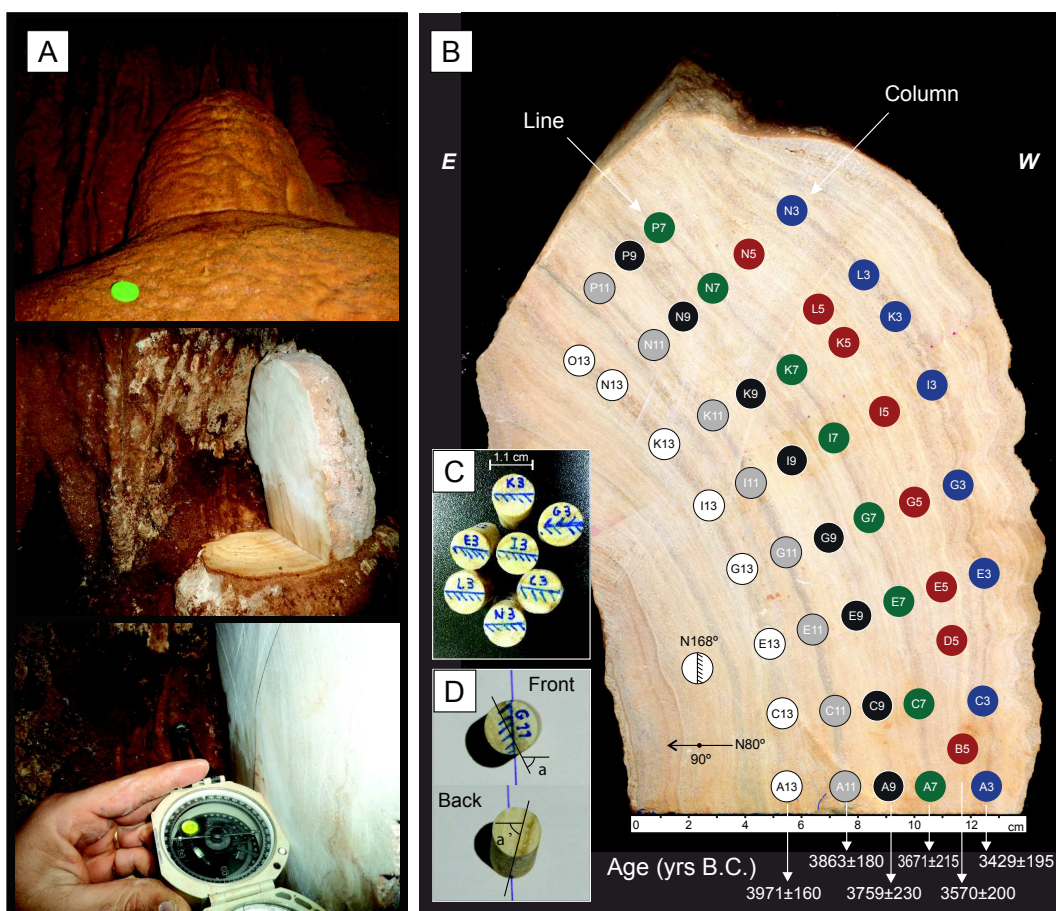 A
B
Line
Column
E
W
N3
P7
P9
N5
L3
P11
N7
L5
K3
N9
N11
K5
O13
K7
N13
I3
K9
K11
I5
I7
K13
I9
I11
G3
I13
G5
G7
G9
G11
G13
E3
E5
E7
E9
E11
E13
D5
N168º
C3
C7
C9
C11
C13
N80º
90º
B5
A13
A11
A9
A7
A3
0 2 4 6 8 10 12 cm
Age (yrs B.C.)
3863±180
3671±215
3429±195
3971±160
3759±230
3570±200
C
1.1 cm
K3
G3
E3
I3
L3
C3
N3
D
Front
G11
a
Back
a'